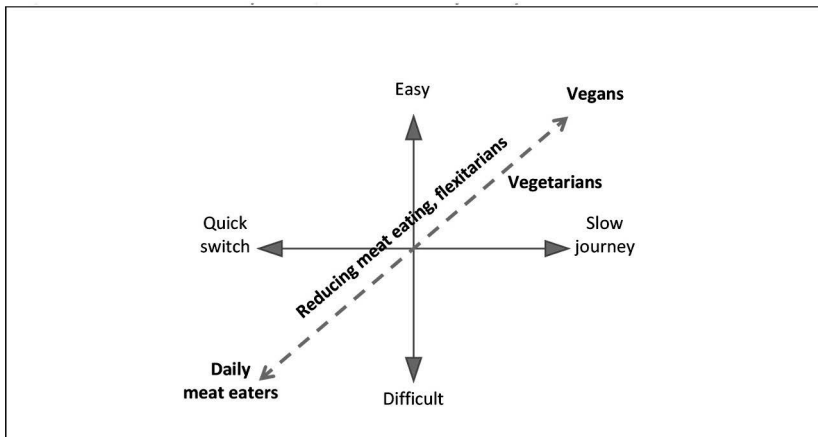 Easy
Vegans
Reducing meat eating, flexitarians
Vegetarians
Quick
switch
Slow
journey
Daily
meat eaters
Difficult